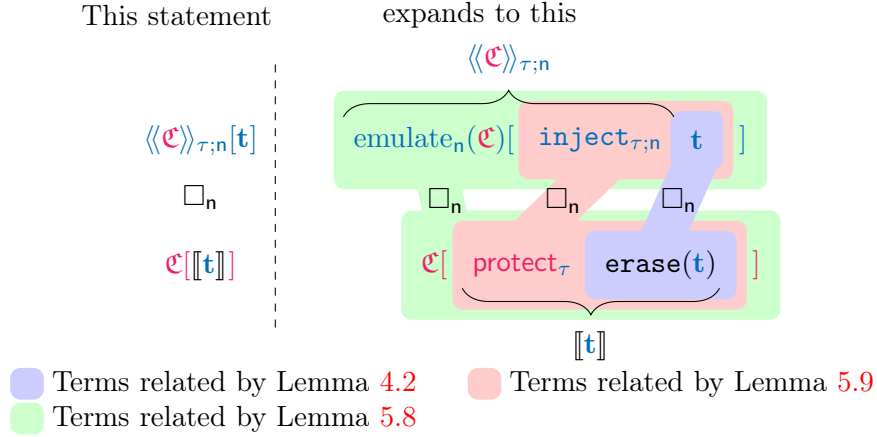 This statement expands to this
⟪ℭ⟫τ;n
⟪ℭ⟫τ;n[t] emulateₙ(ℭ)[ injectτ;n t ]
□ₙ □ₙ □ₙ □ₙ
ℭ[⟦t⟧] ℭ[ protectτ erase(t) ]
⟦t⟧
Terms related by Lemma 4.2 Terms related by Lemma 5.9
Terms related by Lemma 5.8